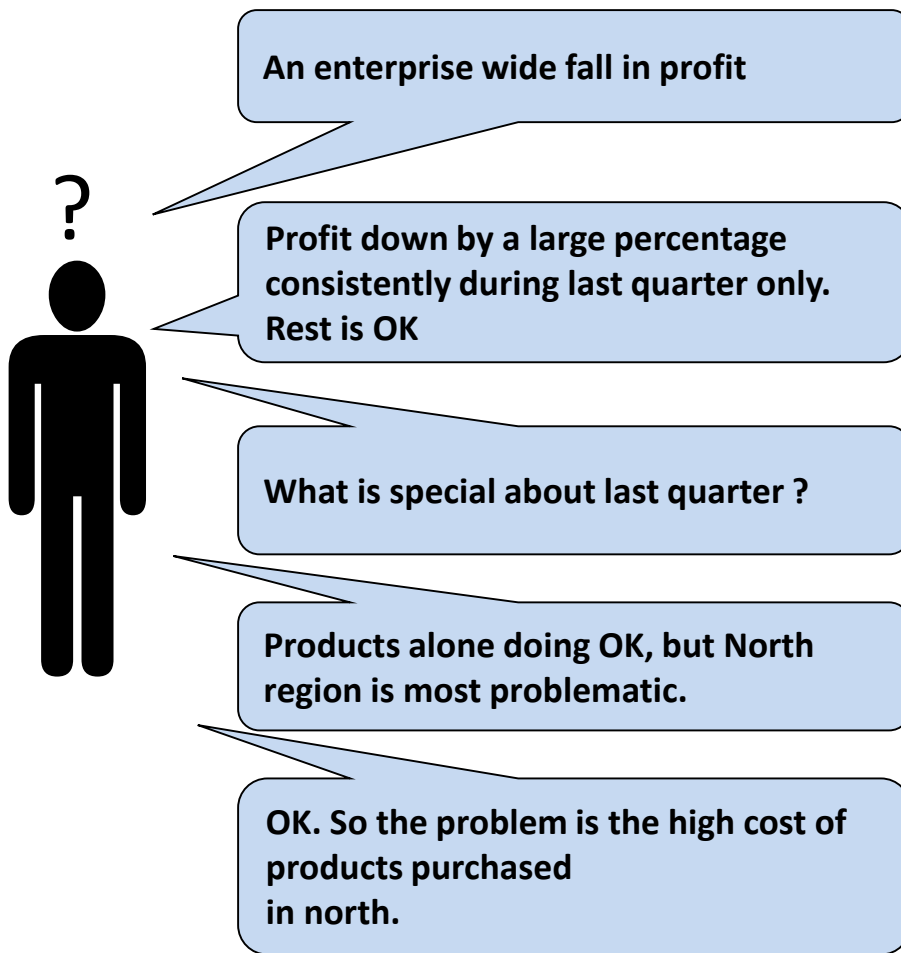 An enterprise wide fall in profit
?
Profit down by a large percentage
consistently during last quarter only.
Rest is OK
What is special about last quarter ?
Products alone doing OK, but North
region is most problematic.
OK. So the problem is the high cost of
products purchased
in north.